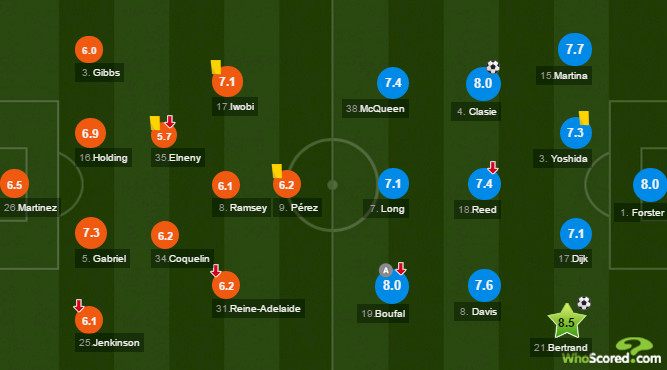 6.0
3. Gibbs
7.1
17. Iwobi
6.9
16. Holding
5.7
35. Elneny
6.5
26 Martinez
6.1
8. Ramsey
6.2
9. Pérez
7.3
5. Gabriel
6.2
34. Coquelin
6.2
31. Reine-Adelaide
6.1
25. Jenkinson
7.4
38. McQueen
8.0
4. Clasie
7.7
15. Martina
7.3
3. Yoshida
7.1
7. Long
7.4
18. Reed
8.0
1. Forster
7.1
17. Dijk
A
8.0
19. Boufal
7.6
8. Davis
8.5
21. Bertrand
WhoScored.com